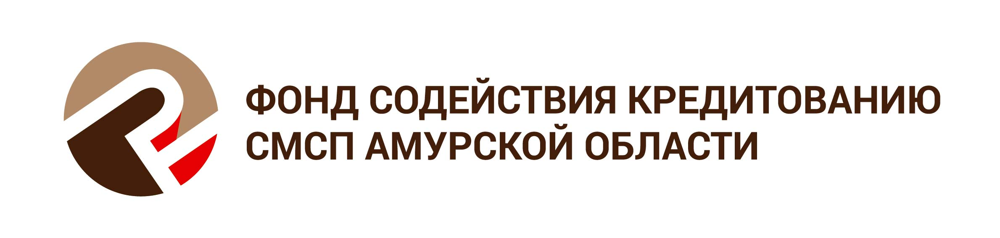 ФОНД СОДЕЙСТВИЯ КРЕДИТОВАНИЮ
СМСП АМУРСКОЙ ОБЛАСТИ